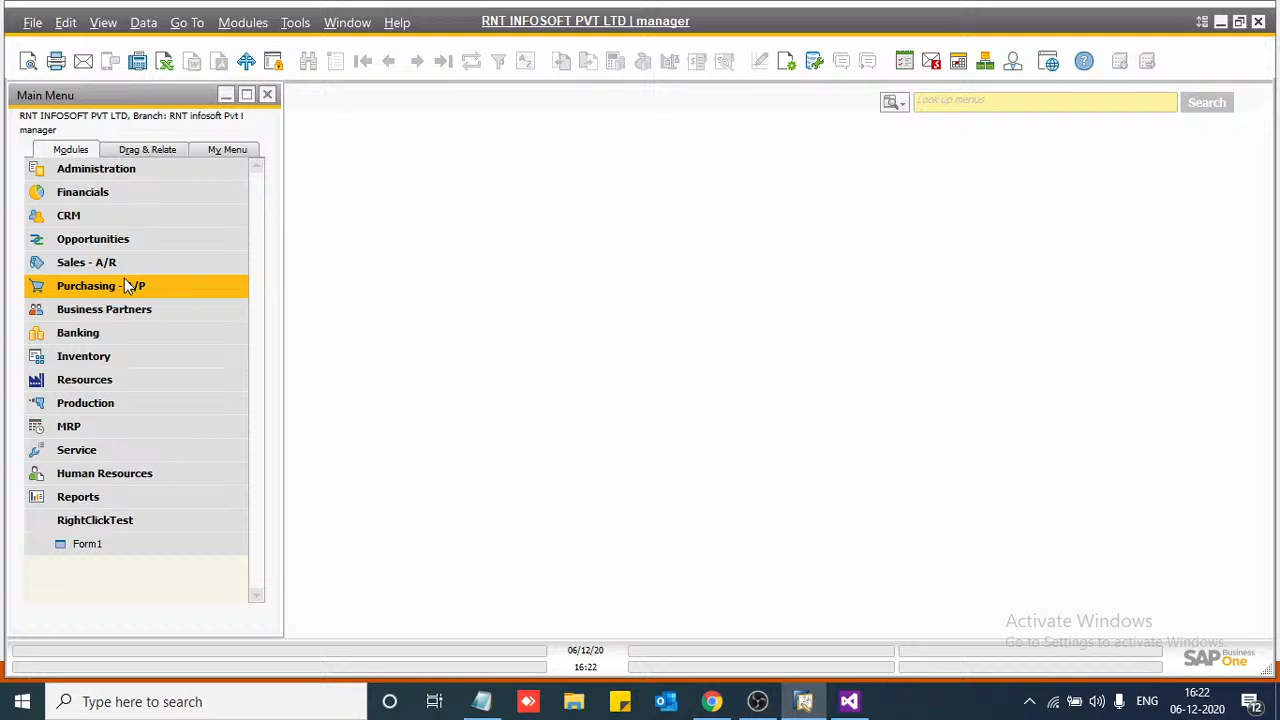 File Edit View Data Go To Modules Tools Window Help
RNT INFOSOFT PVT LTD | manager
Main Menu
RNT INFOSOFT PVT LTD, Branch: RNT infosoft Pvt l
manager
Modules Drag & Relate My Menu
Look up menus
Search
Administration
Financials
CRM
Opportunities
Sales - A/R
Purchasing - /P
Business Partners
Banking
Inventory
Resources
Production
MRP
Service
Human Resources
Reports
RightClickTest
Form1
Activate Windows
Go to Settings to activate Windows.
06/12/20
16:22
SAP Business One
Type here to search
ENG
16:22
06-12-2020
12